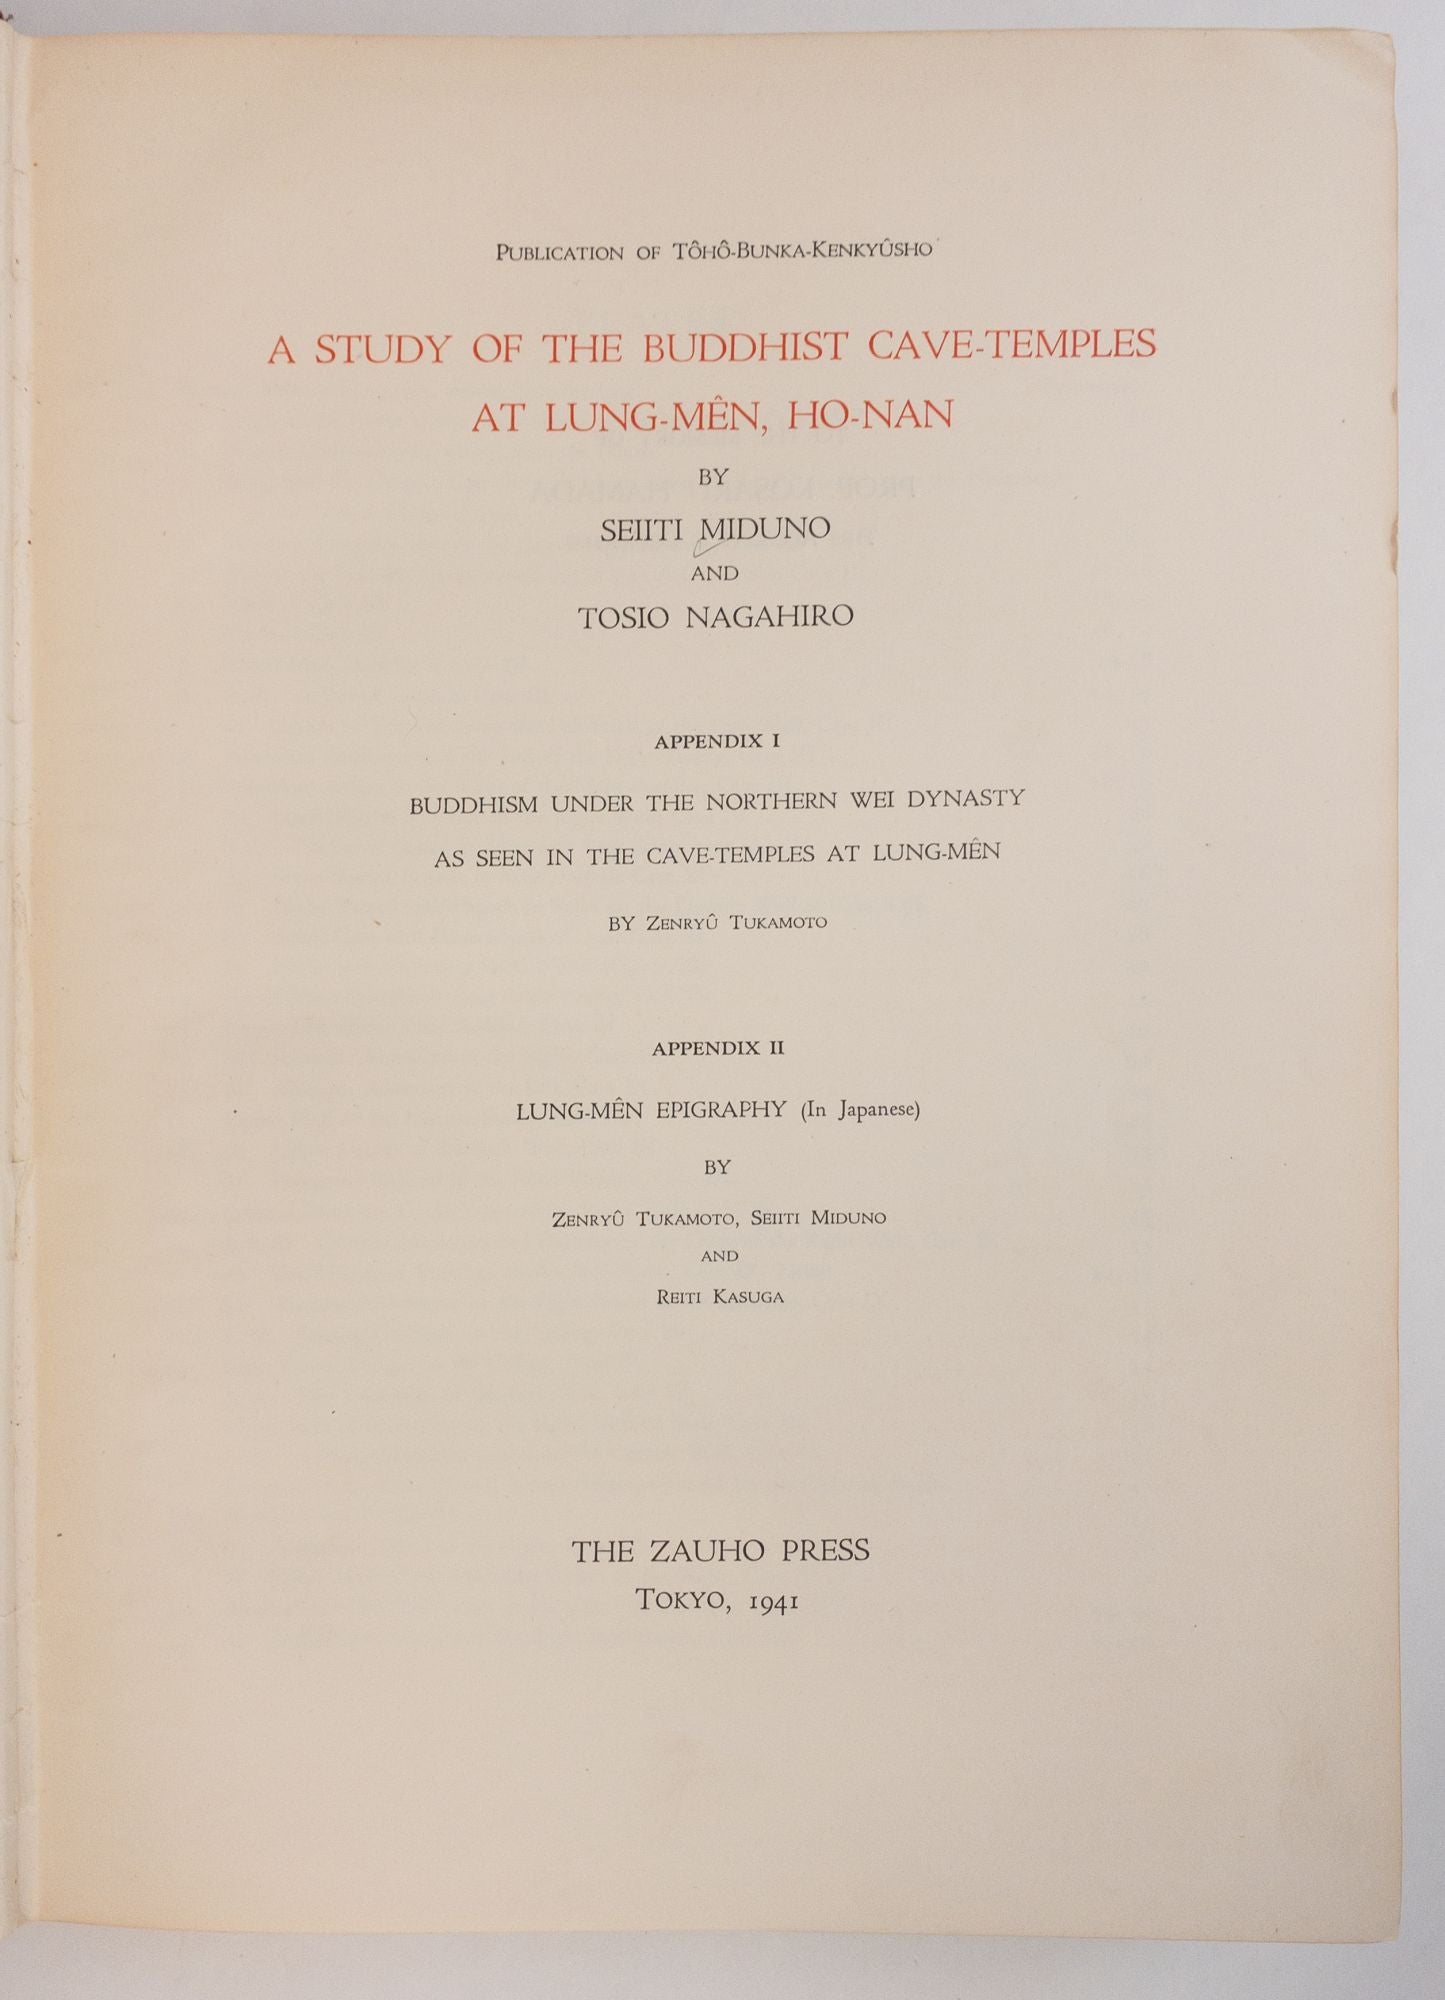 Publication of Tôhô-Bunka-Kenkyûsho
A STUDY OF THE BUDDHIST CAVE-TEMPLES
AT LUNG-MÊN, HO-NAN
BY
SEIITI MIDUNO
AND
TOSIO NAGAHIRO
APPENDIX I
BUDDHISM UNDER THE NORTHERN WEI DYNASTY
AS SEEN IN THE CAVE-TEMPLES AT LUNG-MÊN
BY Zenryû Tukamoto
APPENDIX II
LUNG-MÊN EPIGRAPHY (In Japanese)
BY
Zenryû Tukamoto, Seiiti Miduno
AND
Reiti Kasuga
THE ZAUHO PRESS
Tokyo, 1941